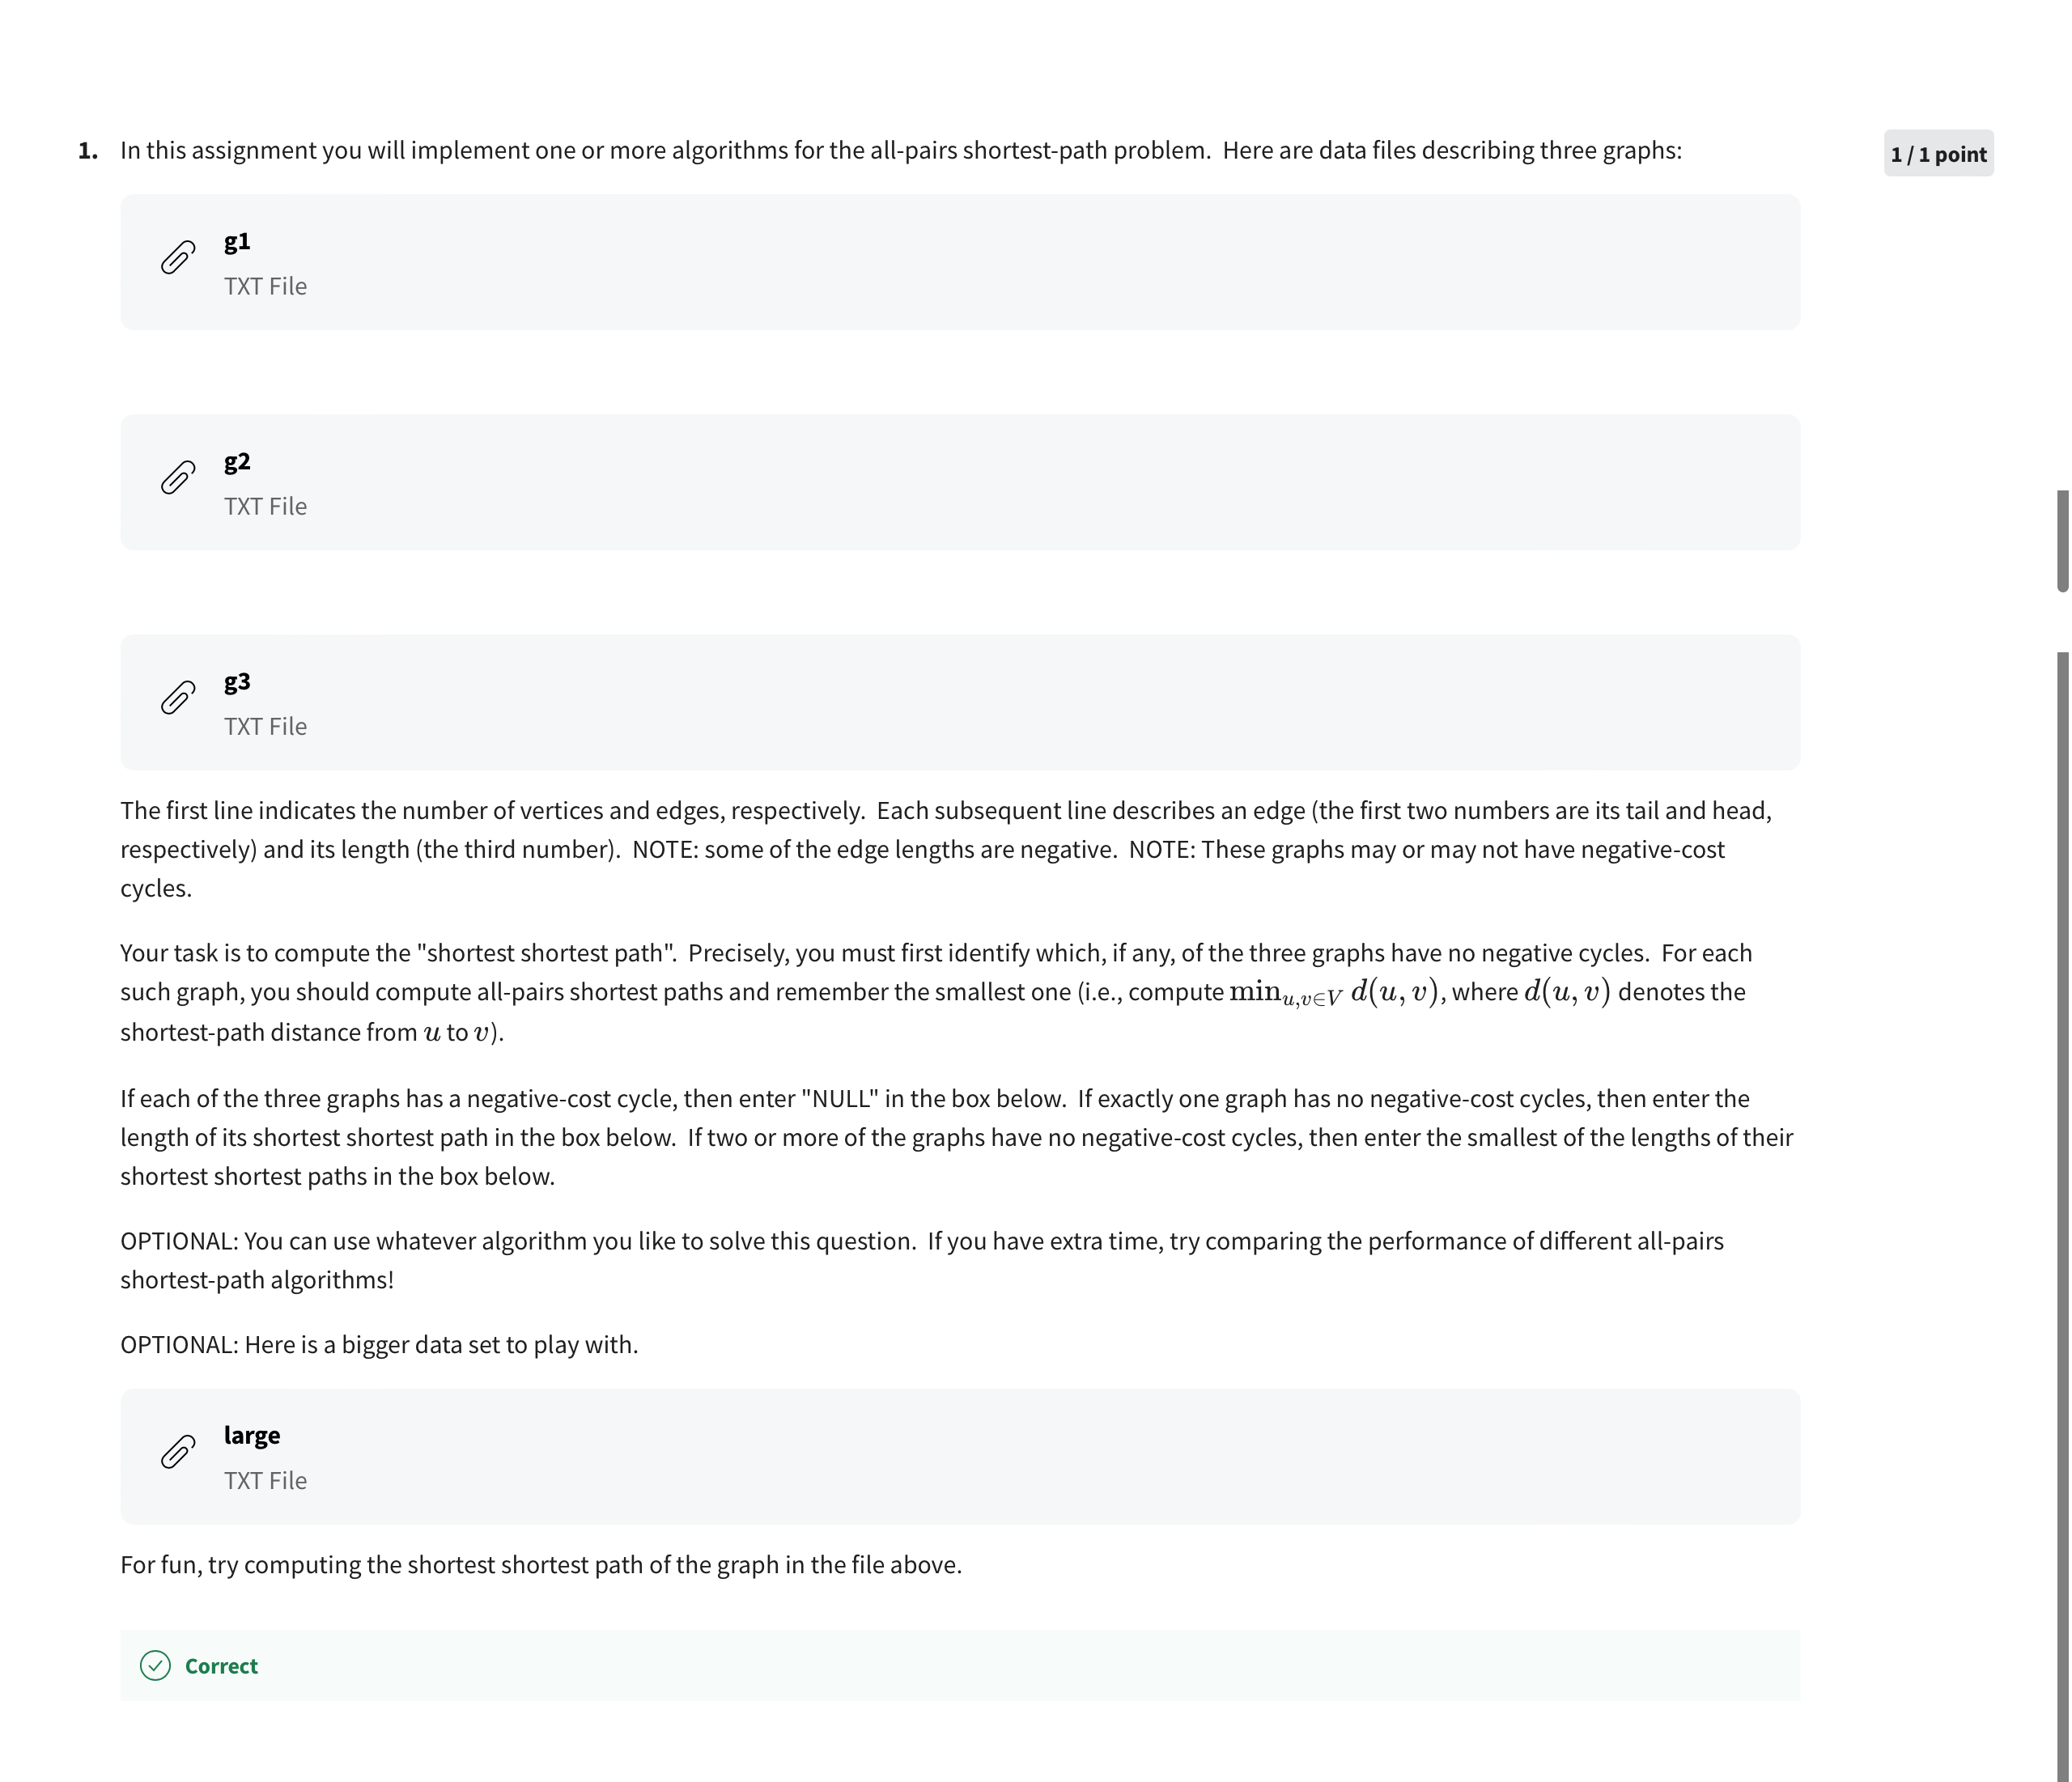 1. In this assignment you will implement one or more algorithms for the all-pairs shortest-path problem.  Here are data files describing three graphs:
1 / 1 point
g1
TXT File
g2
TXT File
g3
TXT File
The first line indicates the number of vertices and edges, respectively.  Each subsequent line describes an edge (the first two numbers are its tail and head,
respectively) and its length (the third number).  NOTE: some of the edge lengths are negative.  NOTE: These graphs may or may not have negative-cost
cycles.
Your task is to compute the "shortest shortest path".  Precisely, you must first identify which, if any, of the three graphs have no negative cycles.  For each
such graph, you should compute all-pairs shortest paths and remember the smallest one (i.e., compute min_{u,v∈V} d(u, v), where d(u, v) denotes the
shortest-path distance from u to v).
If each of the three graphs has a negative-cost cycle, then enter "NULL" in the box below.  If exactly one graph has no negative-cost cycles, then enter the
length of its shortest shortest path in the box below.  If two or more of the graphs have no negative-cost cycles, then enter the smallest of the lengths of their
shortest shortest paths in the box below.
OPTIONAL: You can use whatever algorithm you like to solve this question.  If you have extra time, try comparing the performance of different all-pairs
shortest-path algorithms!
OPTIONAL: Here is a bigger data set to play with.
large
TXT File
For fun, try computing the shortest shortest path of the graph in the file above.
Correct